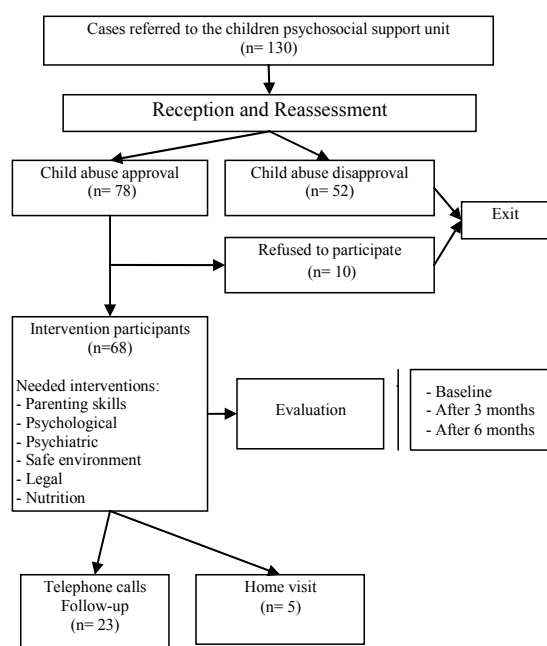 Cases referred to the children psychosocial support unit
(n= 130)
Reception and Reassessment
Child abuse approval
(n= 78)
Child abuse disapproval
(n= 52)
Exit
Refused to participate
(n= 10)
Intervention participants
(n=68)
Needed interventions:
- Parenting skills
- Psychological
- Psychiatric
- Safe environment
- Legal
- Nutrition
Evaluation
- Baseline
- After 3 months
- After 6 months
Telephone calls
Follow-up
(n= 23)
Home visit
(n= 5)